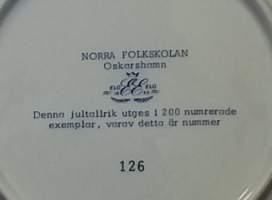 NORRA FOLKSKOLAN
Oskarshamn
Denna jultallrik utges i 200 numrerade
exemplar, varav detta är nummer
126